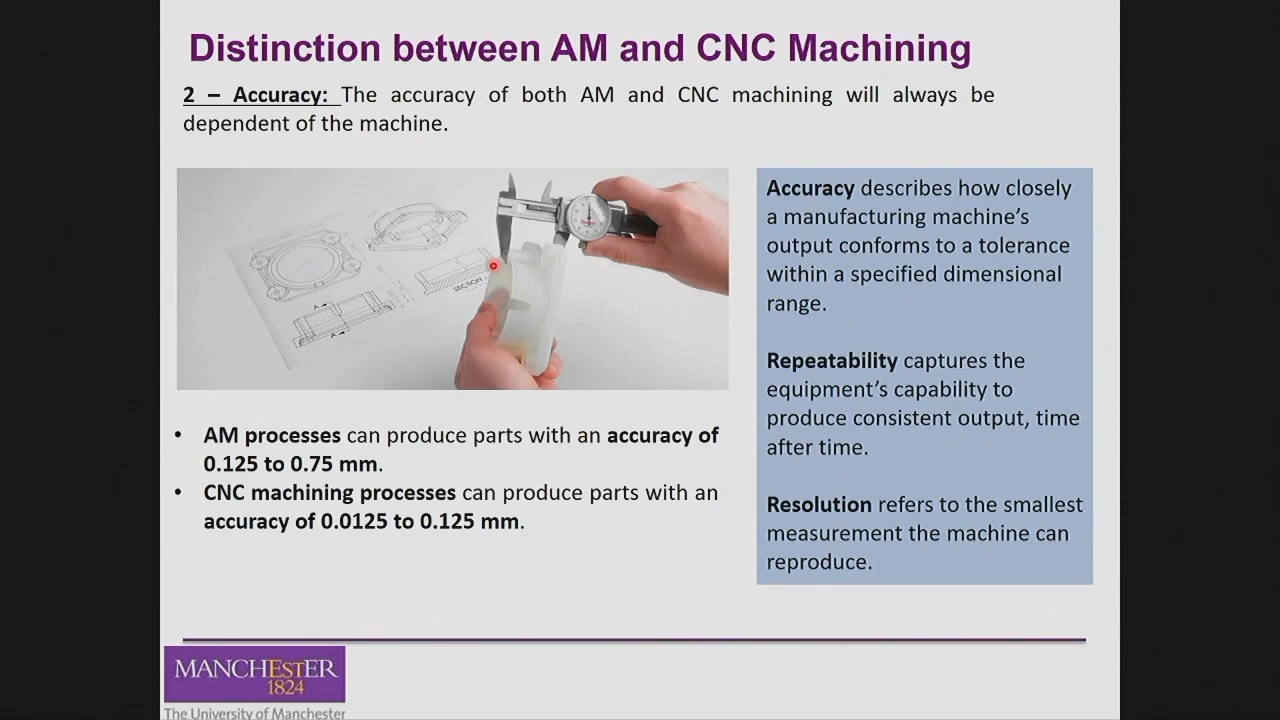 Distinction between AM and CNC Machining
2 – Accuracy: The accuracy of both AM and CNC machining will always be
dependent of the machine.
SECTION
A
A
• AM processes can produce parts with an accuracy of
0.125 to 0.75 mm.
• CNC machining processes can produce parts with an
accuracy of 0.0125 to 0.125 mm.
Accuracy describes how closely
a manufacturing machine’s
output conforms to a tolerance
within a specified dimensional
range.
Repeatability captures the
equipment’s capability to
produce consistent output, time
after time.
Resolution refers to the smallest
measurement the machine can
reproduce.
MANCHESTER
1824
The University of Manchester